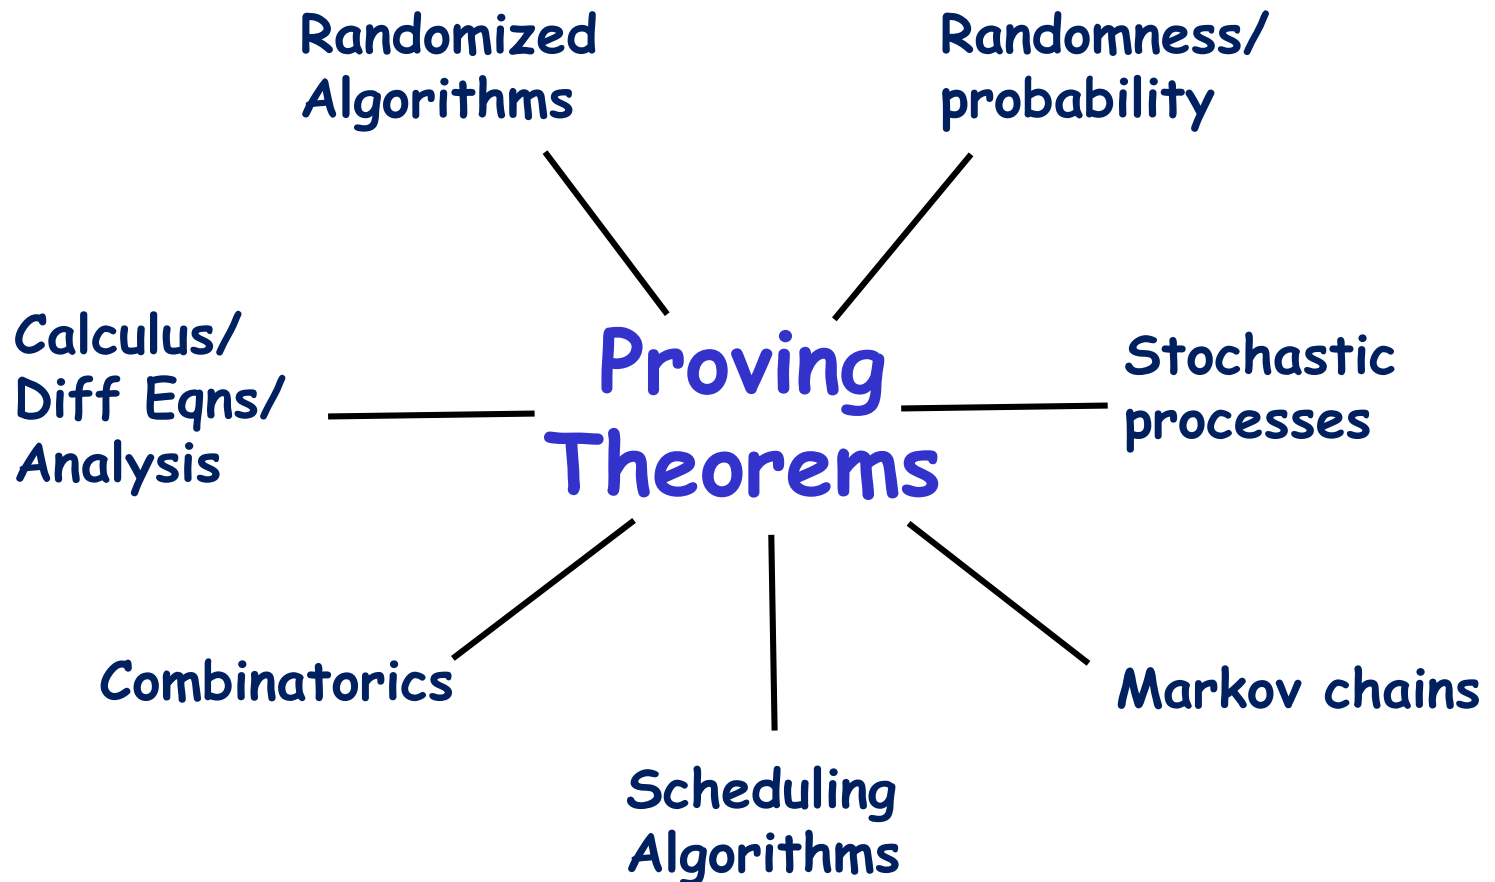 Randomized
Algorithms
Randomness/
probability
Calculus/
Diff Eqns/
Analysis
Proving
Theorems
Stochastic
processes
Combinatorics
Markov chains
Scheduling
Algorithms